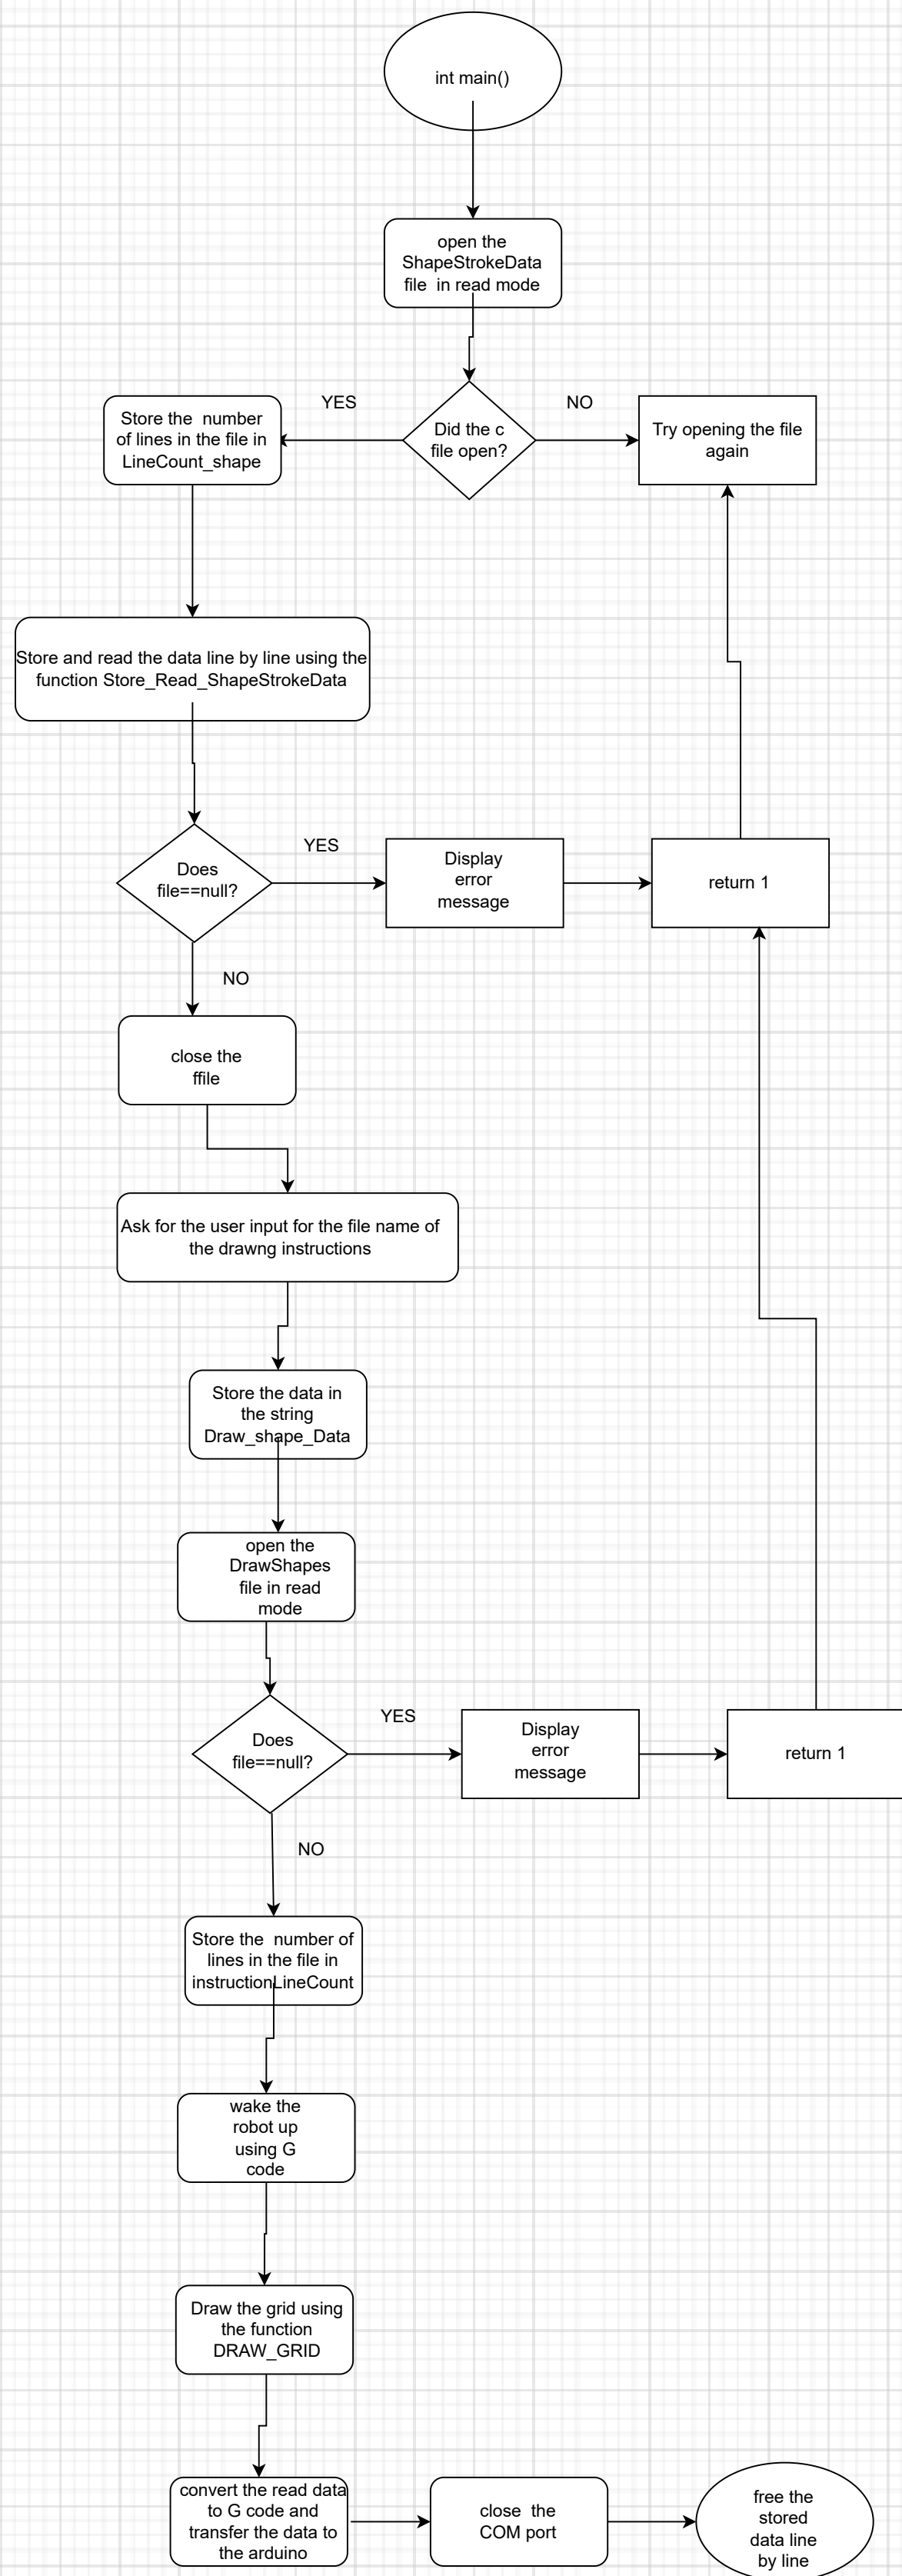 int main()
open the
ShapeStrokeData
file in read mode
YES
Did the c
file open?
NO
Try opening the file
again
Store the number
of lines in the file in
LineCount_shape
Store and read the data line by line using the
function Store_Read_ShapeStrokeData
Does
file==null?
YES
Display
error
message
return 1
NO
close the
ffile
Ask for the user input for the file name of
the drawng instructions
Store the data in
the string
Draw_shape_Data
open the
DrawShapes
file in read
mode
Does
file==null?
YES
Display
error
message
return 1
NO
Store the number of
lines in the file in
instructionLineCount
wake the
robot up
using G
code
Draw the grid using
the function
DRAW_GRID
convert the read data
to G code and
transfer the data to
the arduino
close the
COM port
free the
stored
data line
by line